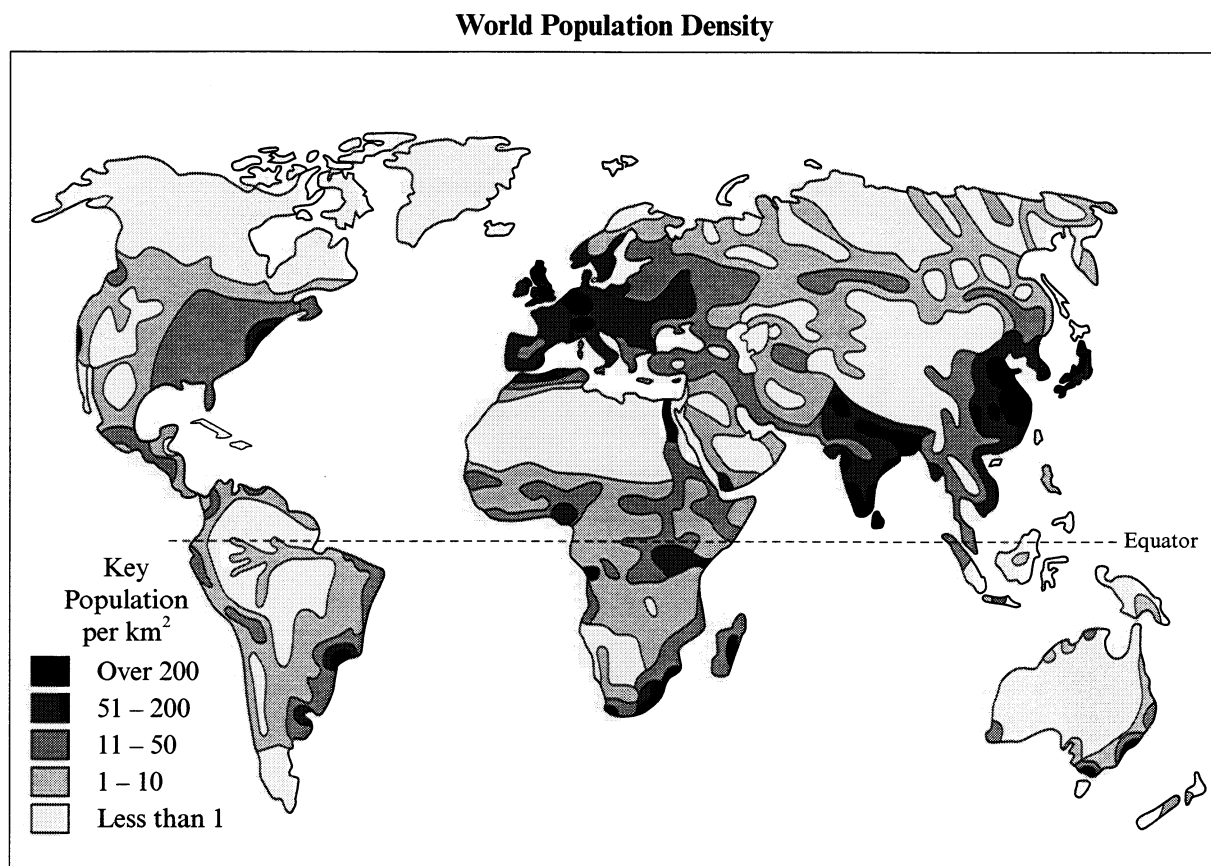 World Population Density
Equator
Key
Population
per km²
Over 200
51 – 200
11 – 50
1 – 10
Less than 1